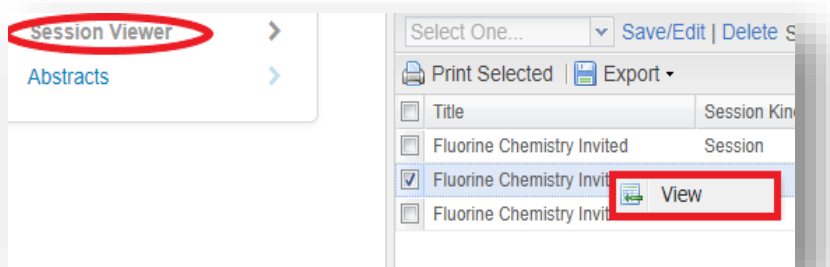 Session Viewer
Abstracts
Select One... Save/Edit | Delete S
Print Selected | Export
Title Session Kin
Fluorine Chemistry Invited Session
Fluorine Chemistry Invit View
Fluorine Chemistry Invit